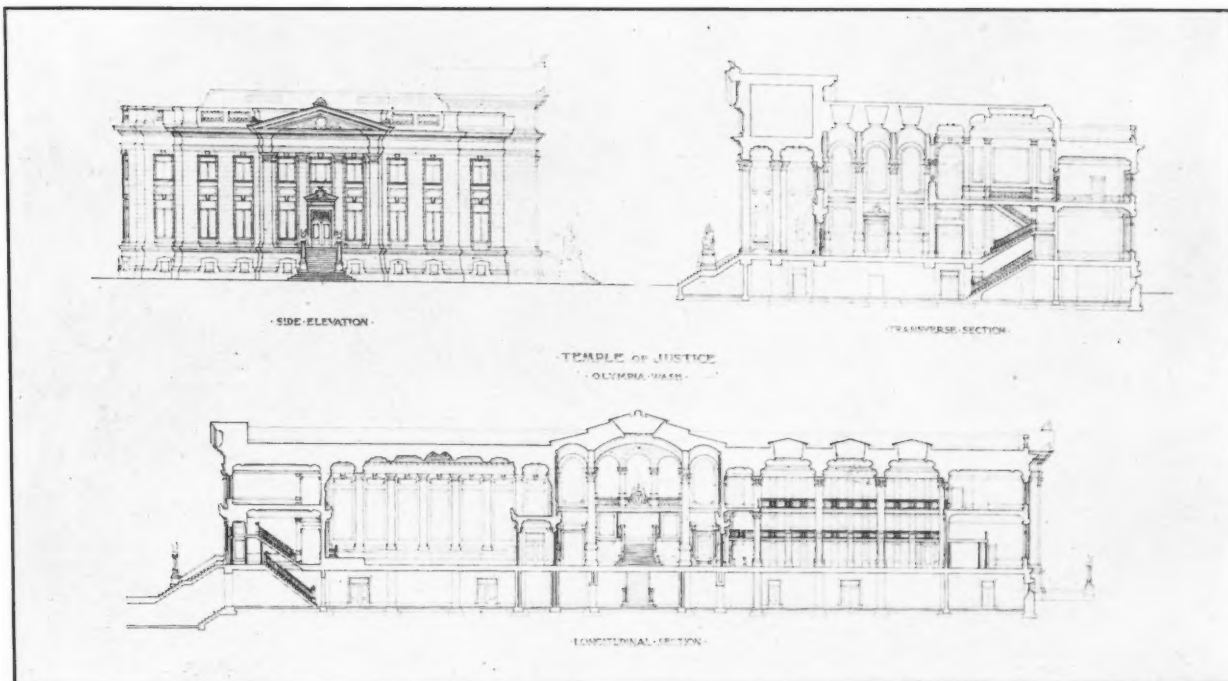 · SIDE · ELEVATION ·
· TRANSVERSE · SECTION ·
· TEMPLE OF JUSTICE
· OLYMPIA · WASH ·
· LONGITUDINAL · SECTION ·